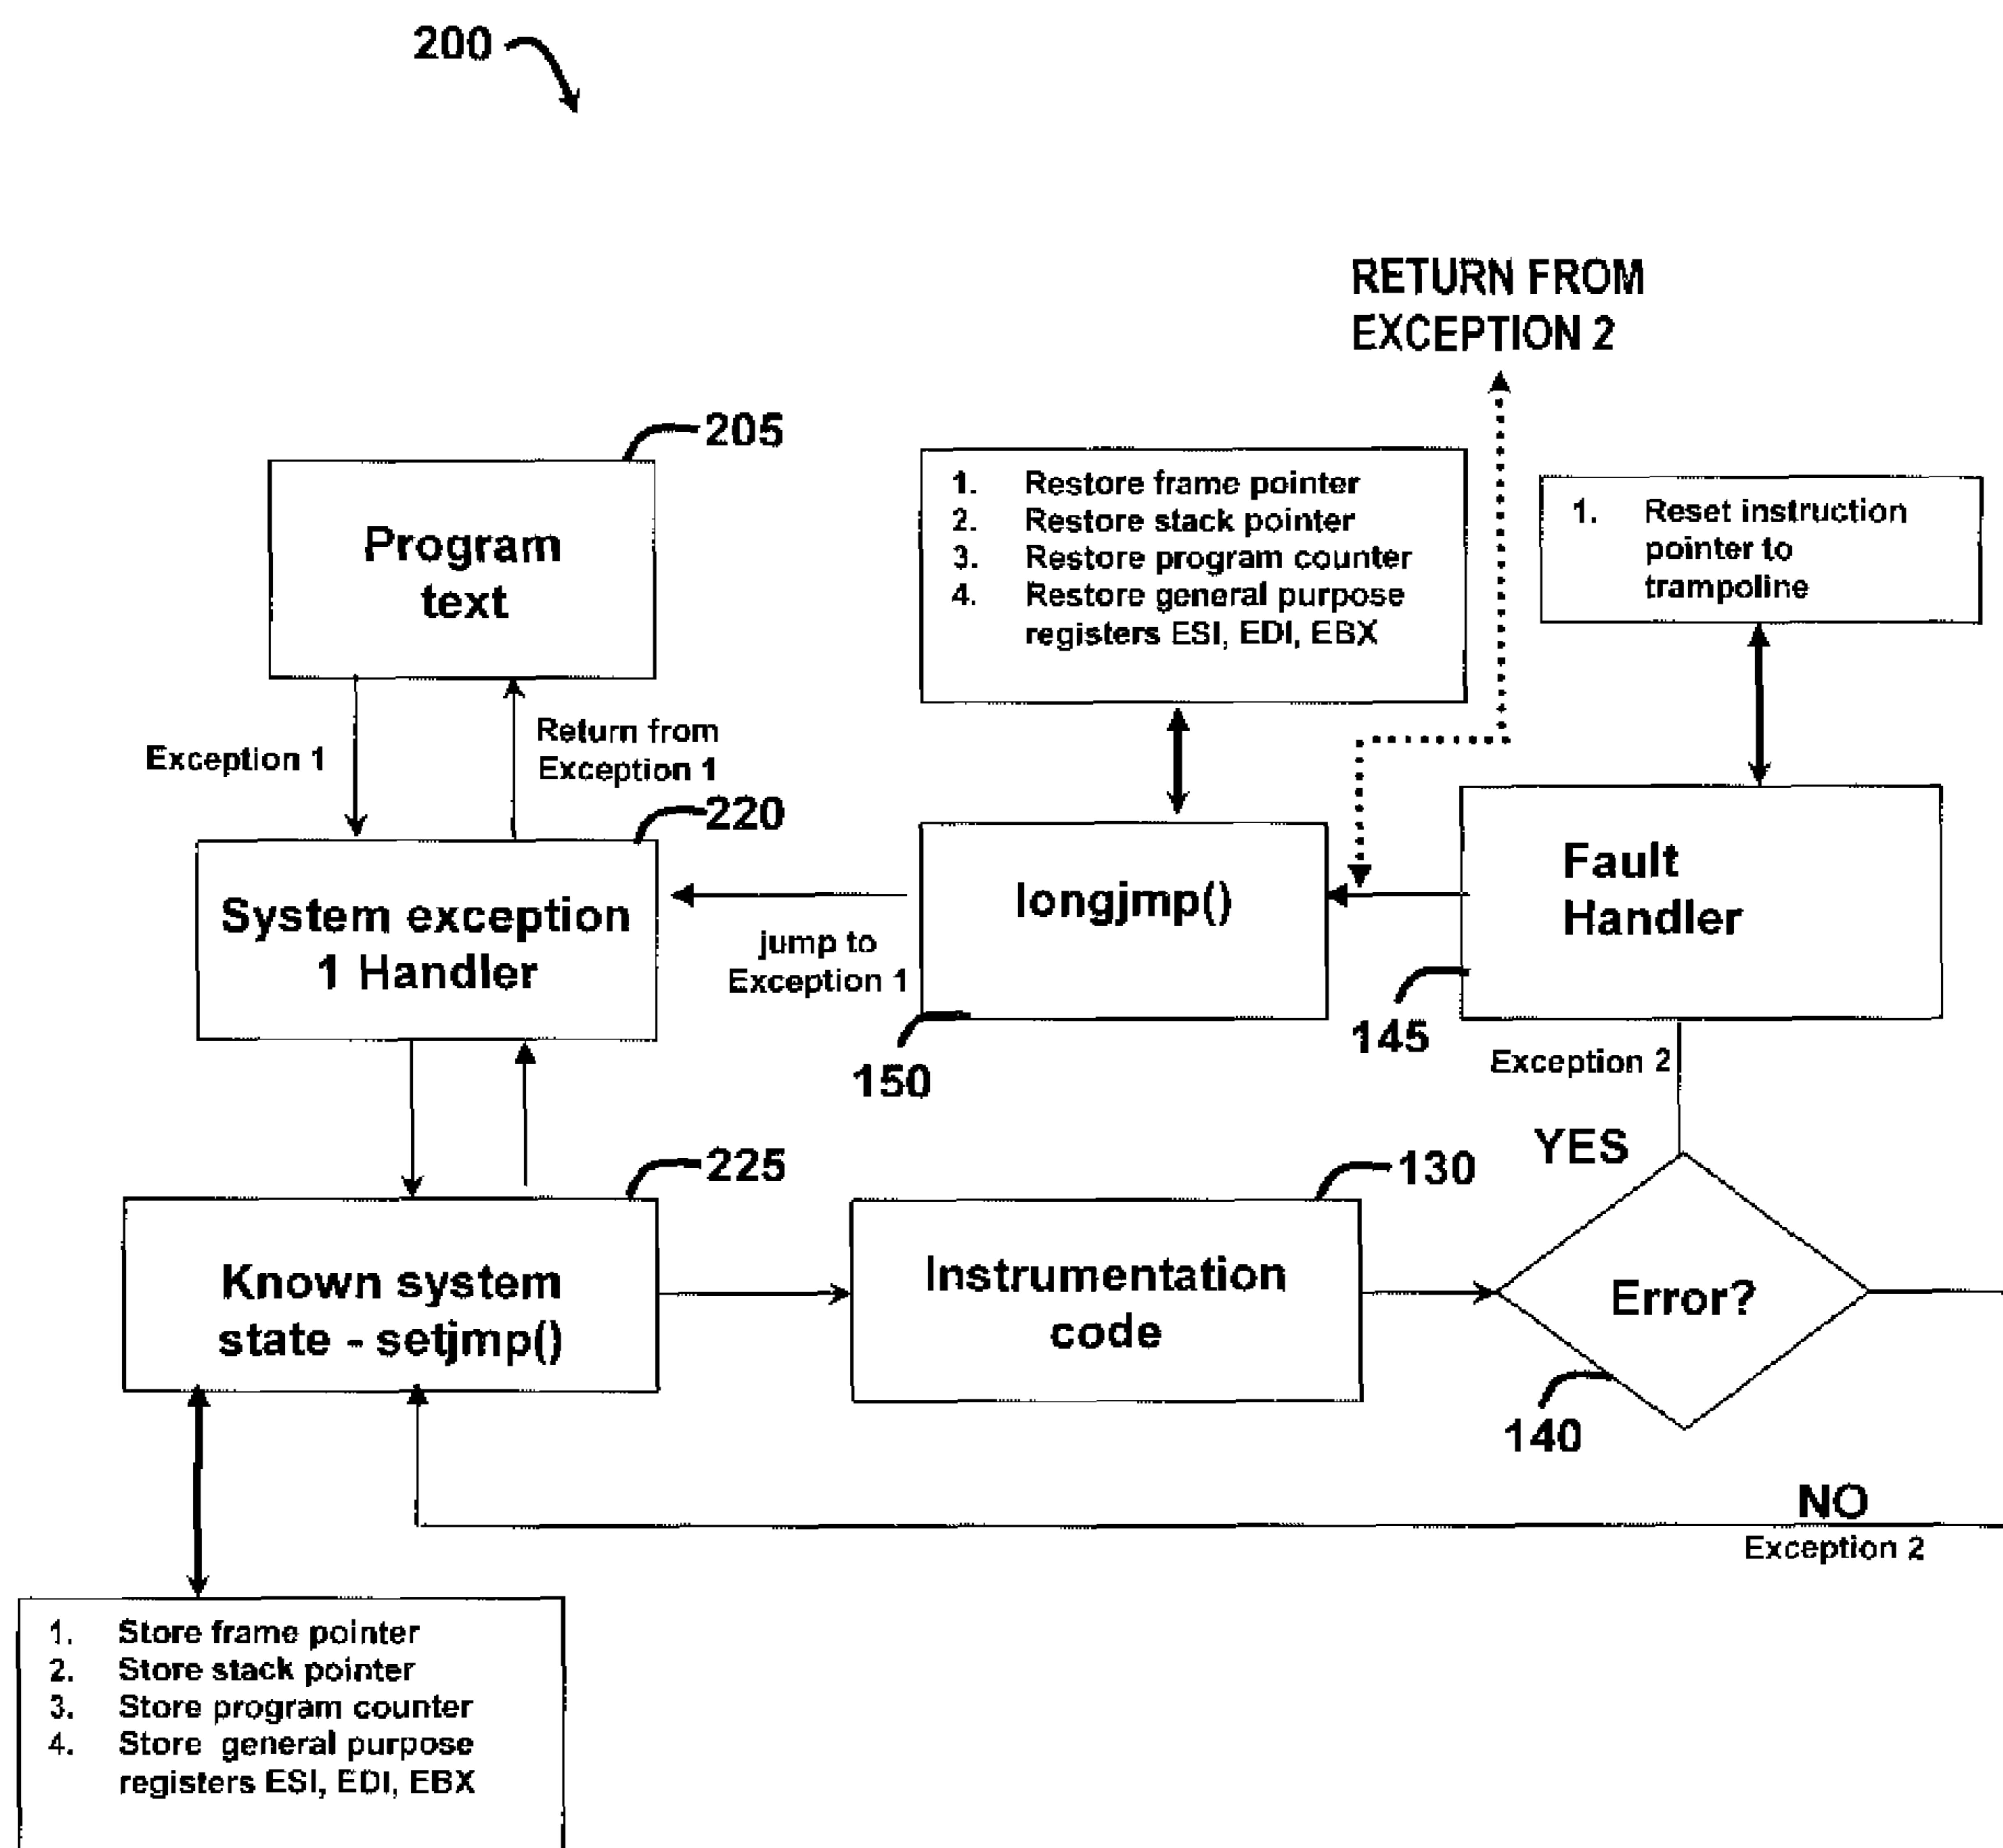 200
RETURN FROM
EXCEPTION 2
205
Program
text
1. Restore frame pointer
2. Restore stack pointer
3. Restore program counter
4. Restore general purpose
registers ESI, EDI, EBX
1. Reset instruction
pointer to
trampoline
Exception 1
Return from
Exception 1
220
System exception
1 Handler
jump to
Exception 1
longjmp()
150
Fault
Handler
145
Exception 2
YES
225
Known system
state - setjmp()
130
Instrumentation
code
Error?
140
NO
Exception 2
1. Store frame pointer
2. Store stack pointer
3. Store program counter
4. Store general purpose
registers ESI, EDI, EBX